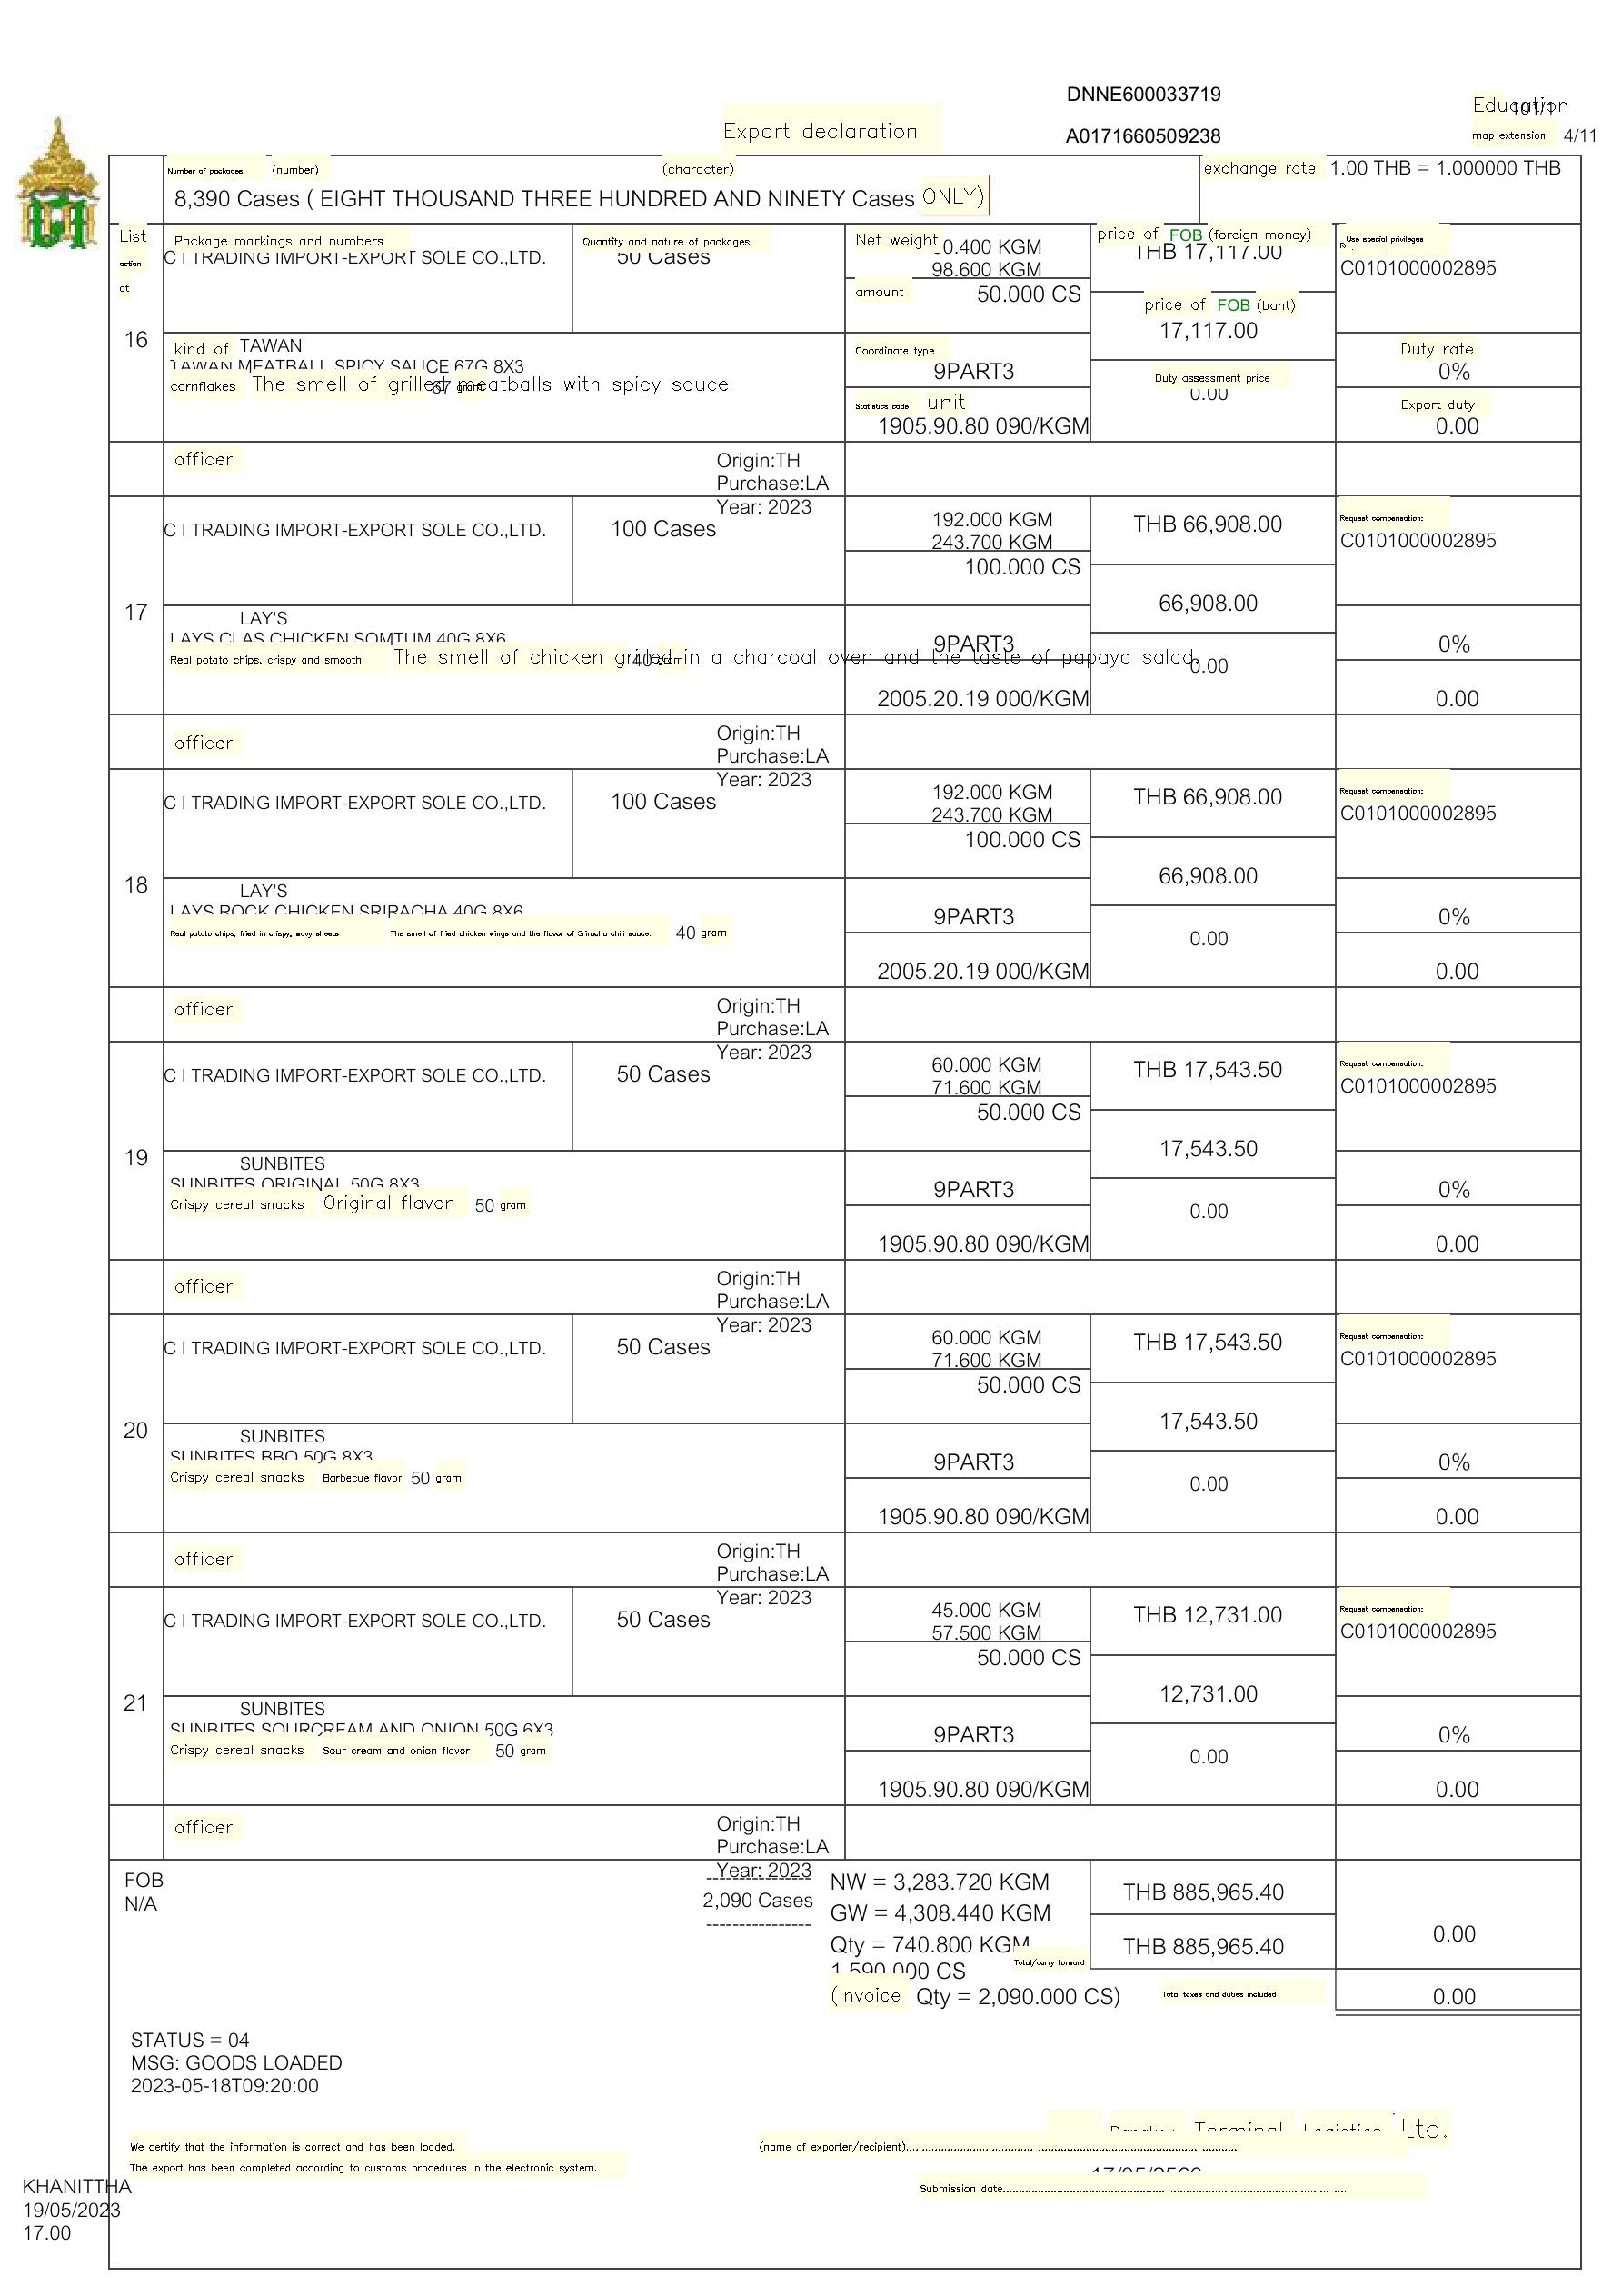 DNNE600033719
Export declaration
A0171660509238
map extension 4/11
Number of packages (number) (character) exchange rate 1.00 THB = 1.000000 THB
8,390 Cases ( EIGHT THOUSAND THREE HUNDRED AND NINETY Cases ONLY)
List action at
Package markings and numbers Quantity and nature of packages Net weight price of FOB (foreign money) Use special privileges
C I TRADING IMPORT-EXPORT SOLE CO.,LTD. 50 Cases 0.400 KGM THB 17,117.00
98.600 KGM C0101000002895
amount 50.000 CS
price of FOB (baht)
17,117.00
16
kind of TAWAN Coordinate type Duty rate
TAWAN MEATBALL SPICY SAUCE 67G 8X3 9PART3 0%
cornflakes The smell of grilled meatballs with spicy sauce 67 gram Duty assessment price
0.00
Statistics code unit Export duty
1905.90.80 090/KGM 0.00
officer Origin:TH
Purchase:LA
Year: 2023
C I TRADING IMPORT-EXPORT SOLE CO.,LTD. 100 Cases 192.000 KGM THB 66,908.00 Request compensation:
243.700 KGM C0101000002895
100.000 CS
66,908.00
17
LAY'S
LAYS CLAS CHICKEN SOMTUM 40G 8X6 9PART3 0%
Real potato chips, crispy and smooth The smell of chicken grilled in a charcoal oven and the taste of papaya salad. 40 gram
0.00
2005.20.19 000/KGM 0.00
officer Origin:TH
Purchase:LA
Year: 2023
C I TRADING IMPORT-EXPORT SOLE CO.,LTD. 100 Cases 192.000 KGM THB 66,908.00 Request compensation:
243.700 KGM C0101000002895
100.000 CS
66,908.00
18
LAY'S
LAYS ROCK CHICKEN SRIRACHA 40G 8X6 9PART3 0%
Real potato chips, fried in crispy, wavy sheets The smell of fried chicken wings and the flavor of Sriracha chili sauce. 40 gram
0.00
2005.20.19 000/KGM 0.00
officer Origin:TH
Purchase:LA
Year: 2023
C I TRADING IMPORT-EXPORT SOLE CO.,LTD. 50 Cases 60.000 KGM THB 17,543.50 Request compensation:
71.600 KGM C0101000002895
50.000 CS
17,543.50
19
SUNBITES
SUNBITES ORIGINAL 50G 8X3 9PART3 0%
Crispy cereal snacks Original flavor 50 gram
0.00
1905.90.80 090/KGM 0.00
officer Origin:TH
Purchase:LA
Year: 2023
C I TRADING IMPORT-EXPORT SOLE CO.,LTD. 50 Cases 60.000 KGM THB 17,543.50 Request compensation:
71.600 KGM C0101000002895
50.000 CS
17,543.50
20
SUNBITES
SUNBITES BBQ 50G 8X3 9PART3 0%
Crispy cereal snacks Barbecue flavor 50 gram
0.00
1905.90.80 090/KGM 0.00
officer Origin:TH
Purchase:LA
Year: 2023
C I TRADING IMPORT-EXPORT SOLE CO.,LTD. 50 Cases 45.000 KGM THB 12,731.00 Request compensation:
57.500 KGM C0101000002895
50.000 CS
12,731.00
21
SUNBITES
SUNBITES SOURCREAM AND ONION 50G 6X3 9PART3 0%
Crispy cereal snacks Sour cream and onion flavor 50 gram
0.00
1905.90.80 090/KGM 0.00
officer Origin:TH
Purchase:LA
Year: 2023
FOB NW = 3,283.720 KGM THB 885,965.40
N/A 2,090 Cases
GW = 4,308.440 KGM 0.00
Qty = 740.800 KGM THB 885,965.40
1,590.000 CS Total/carry forward
(Invoice Qty = 2,090.000 CS) Total taxes and duties included 0.00
STATUS = 04
MSG: GOODS LOADED
2023-05-18T09:20:00
Terminal Logistics Ltd.
We certify that the information is correct and has been loaded. (name of exporter/recipient)
The export has been completed according to customs procedures in the electronic system.
17/05/2566
Submission date
KHANITTHA
19/05/2023
17.00